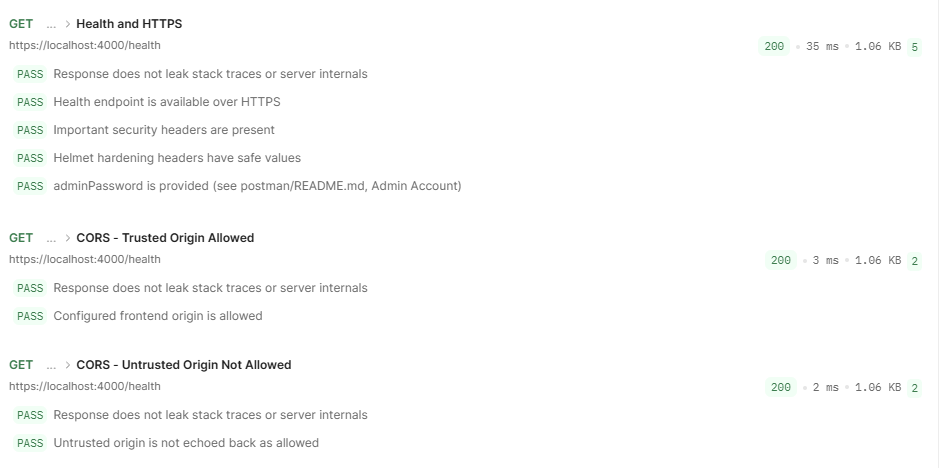 GET ... > Health and HTTPS
https://localhost:4000/health 200 • 35 ms • 1.06 KB 5
PASS Response does not leak stack traces or server internals
PASS Health endpoint is available over HTTPS
PASS Important security headers are present
PASS Helmet hardening headers have safe values
PASS adminPassword is provided (see postman/README.md, Admin Account)
GET ... > CORS - Trusted Origin Allowed
https://localhost:4000/health 200 • 3 ms • 1.06 KB 2
PASS Response does not leak stack traces or server internals
PASS Configured frontend origin is allowed
GET ... > CORS - Untrusted Origin Not Allowed
https://localhost:4000/health 200 • 2 ms • 1.06 KB 2
PASS Response does not leak stack traces or server internals
PASS Untrusted origin is not echoed back as allowed